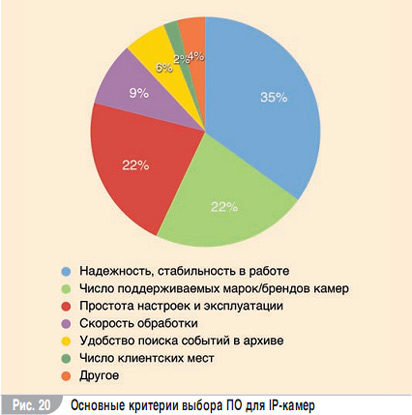 2%
4%
6%
35%
9%
22%
22%
Надежность, стабильность в работе
Число поддерживаемых марок/брендов камер
Простота настроек и эксплуатации
Скорость обработки
Удобство поиска событий в архиве
Число клиентских мест
Другое
Рис. 20 Основные критерии выбора ПО для IP-камер